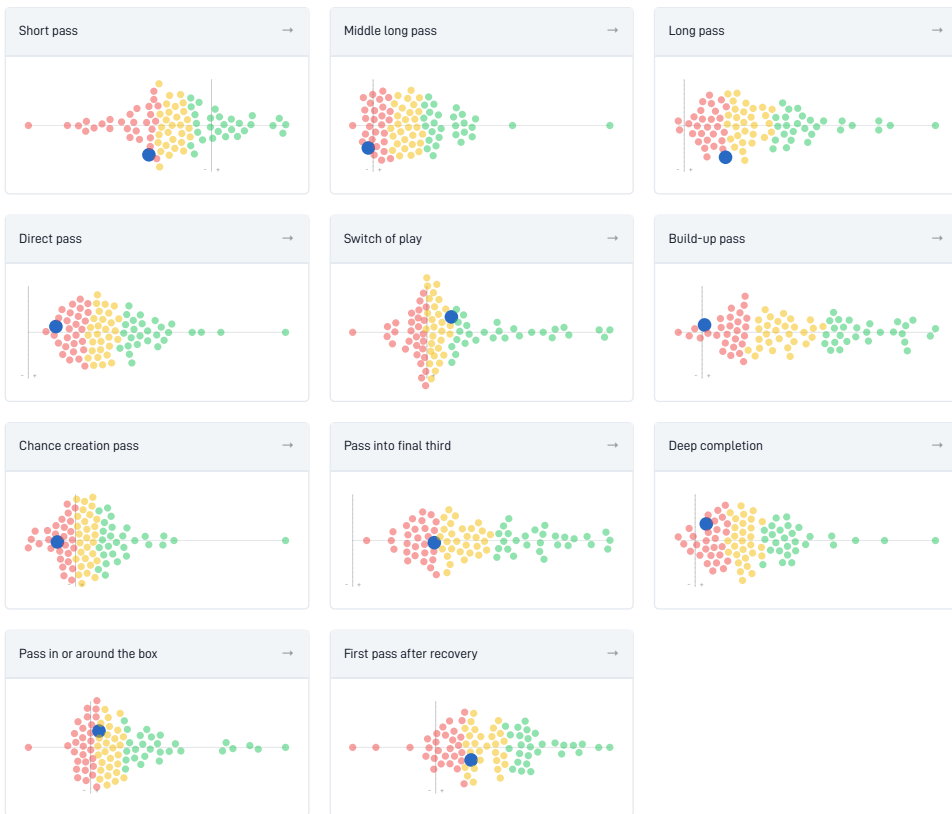 Short pass →
Middle long pass →
Long pass →
- +
- +
- +
Direct pass →
Switch of play →
Build-up pass →
- +
- +
Chance creation pass →
Pass into final third →
Deep completion →
- +
- +
- +
Pass in or around the box →
First pass after recovery →
- +
- +